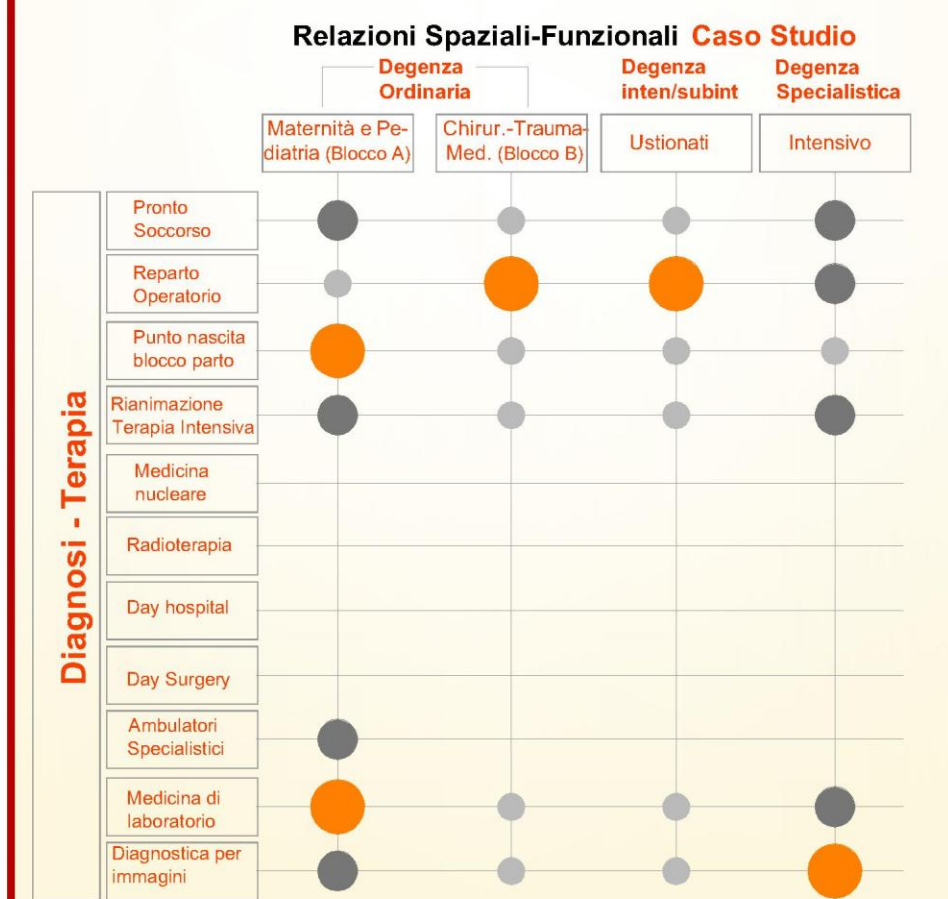 Relazioni Spaziali-Funzionali Caso Studio
Degenza
Ordinaria
Degenza
inten/subint
Degenza
Specialistica
Maternità e Pe-
diatria (Blocco A)
Chirur.-Trauma-
Med. (Blocco B)
Ustionati
Intensivo
Diagnosi - Terapia
Pronto
Soccorso
Reparto
Operatorio
Punto nascita
blocco parto
Rianimazione
Terapia Intensiva
Medicina
nucleare
Radioterapia
Day hospital
Day Surgery
Ambulatori
Specialistici
Medicina di
laboratorio
Diagnostica per
immagini